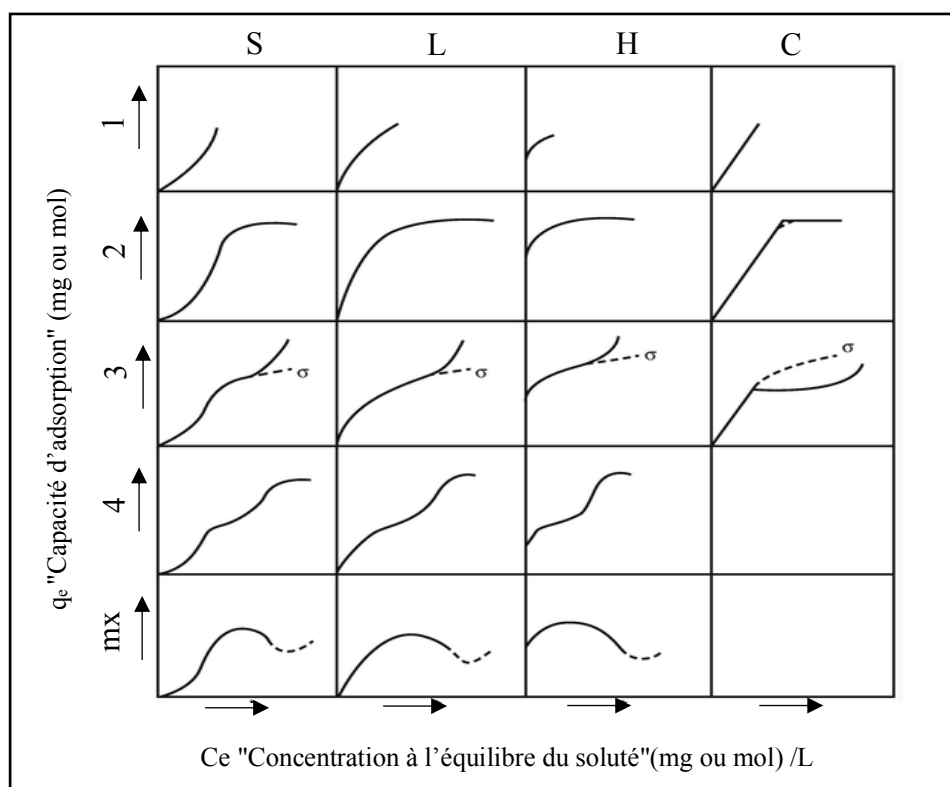 S L H C
1
2
3
4
mx
σ
σ
σ
σ
qe "Capacité d'adsorption" (mg ou mol)
Ce "Concentration à l'équilibre du soluté"(mg ou mol) /L